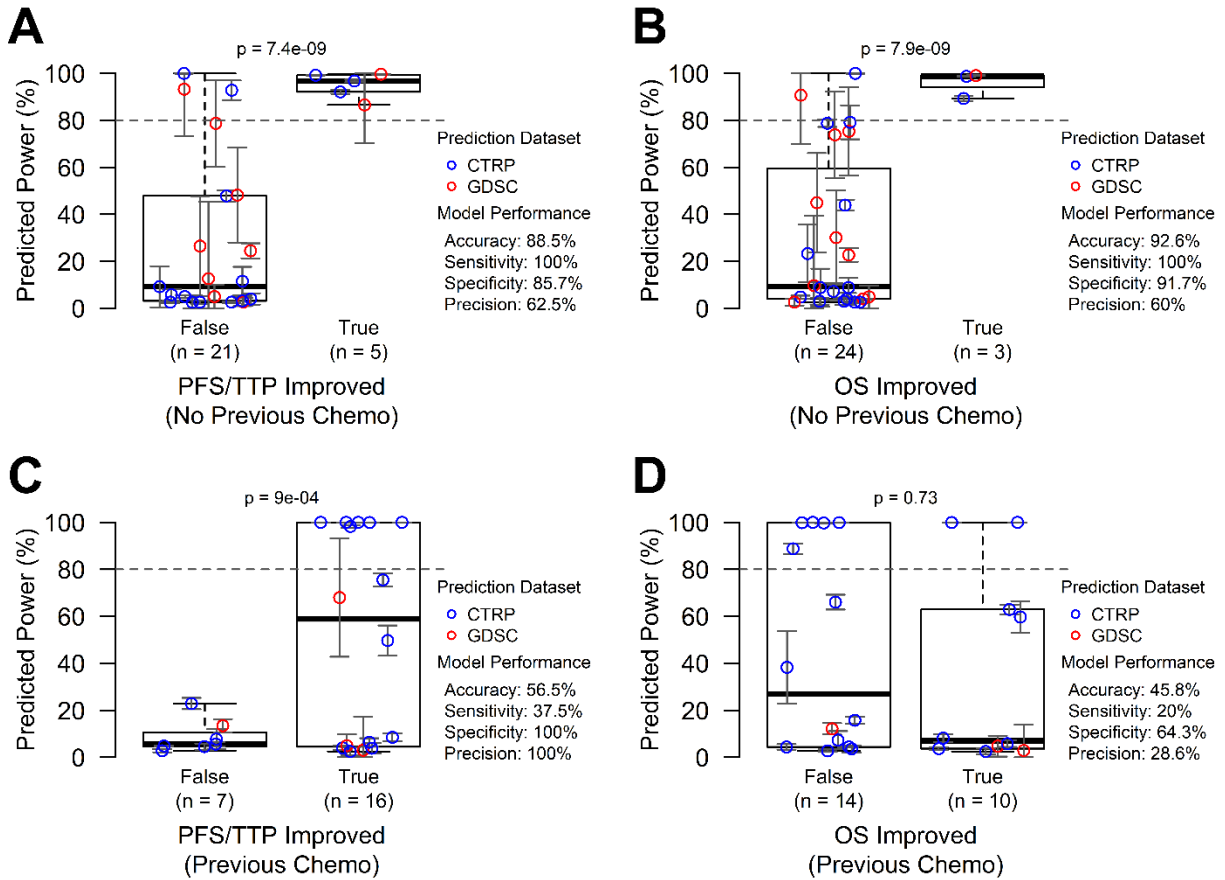 A
p = 7.4e-09
Predicted Power (%)
100
80
60
40
20
0
False
(n = 21)
True
(n = 5)
PFS/TTP Improved
(No Previous Chemo)
Prediction Dataset
CTRP
GDSC
Model Performance
Accuracy: 88.5%
Sensitivity: 100%
Specificity: 85.7%
Precision: 62.5%
B
p = 7.9e-09
Predicted Power (%)
100
80
60
40
20
0
False
(n = 24)
True
(n = 3)
OS Improved
(No Previous Chemo)
Prediction Dataset
CTRP
GDSC
Model Performance
Accuracy: 92.6%
Sensitivity: 100%
Specificity: 91.7%
Precision: 60%
C
p = 9e-04
Predicted Power (%)
100
80
60
40
20
0
False
(n = 7)
True
(n = 16)
PFS/TTP Improved
(Previous Chemo)
Prediction Dataset
CTRP
GDSC
Model Performance
Accuracy: 56.5%
Sensitivity: 37.5%
Specificity: 100%
Precision: 100%
D
p = 0.73
Predicted Power (%)
100
80
60
40
20
0
False
(n = 14)
True
(n = 10)
OS Improved
(Previous Chemo)
Prediction Dataset
CTRP
GDSC
Model Performance
Accuracy: 45.8%
Sensitivity: 20%
Specificity: 64.3%
Precision: 28.6%